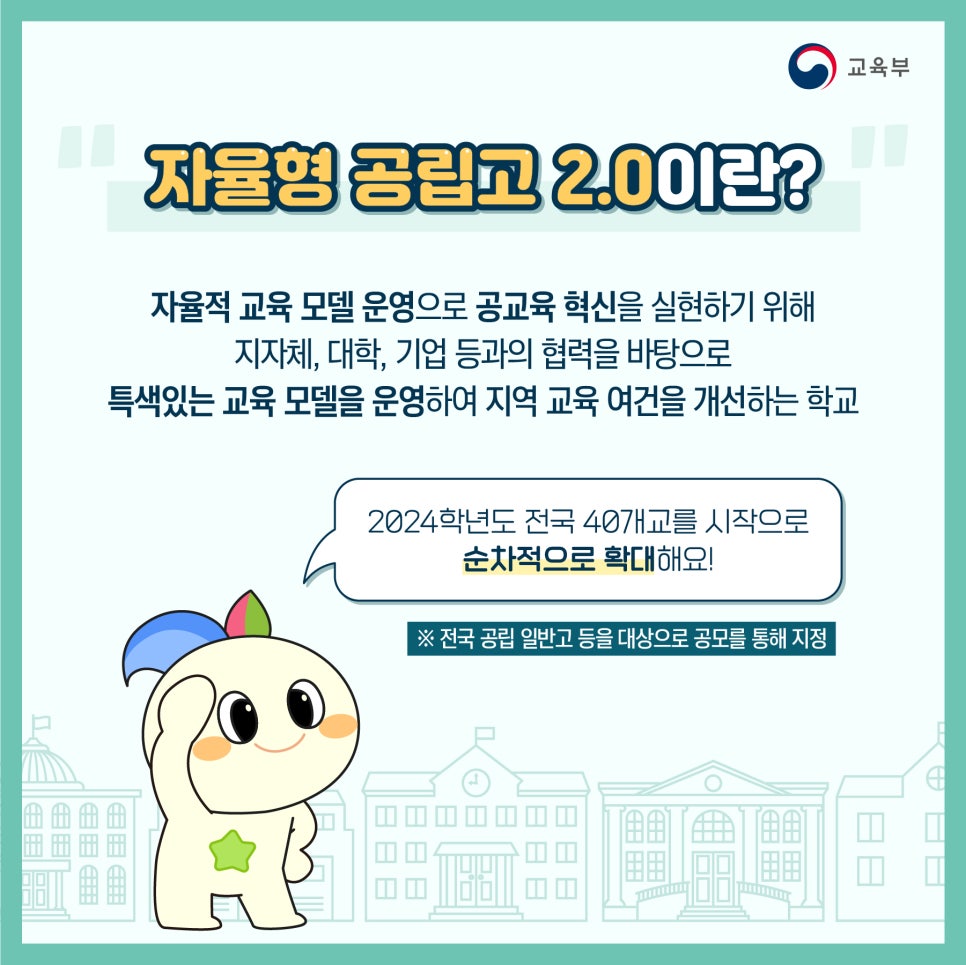 교육부
"자율형 공립고 2.0이란?"
자율적 교육 모델 운영으로 공교육 혁신을 실현하기 위해
지자체, 대학, 기업 등과의 협력을 바탕으로
특색있는 교육 모델을 운영하여 지역 교육 여건을 개선하는 학교
2024학년도 전국 40개교를 시작으로
순차적으로 확대해요!
※ 전국 공립 일반고 등을 대상으로 공모를 통해 지정